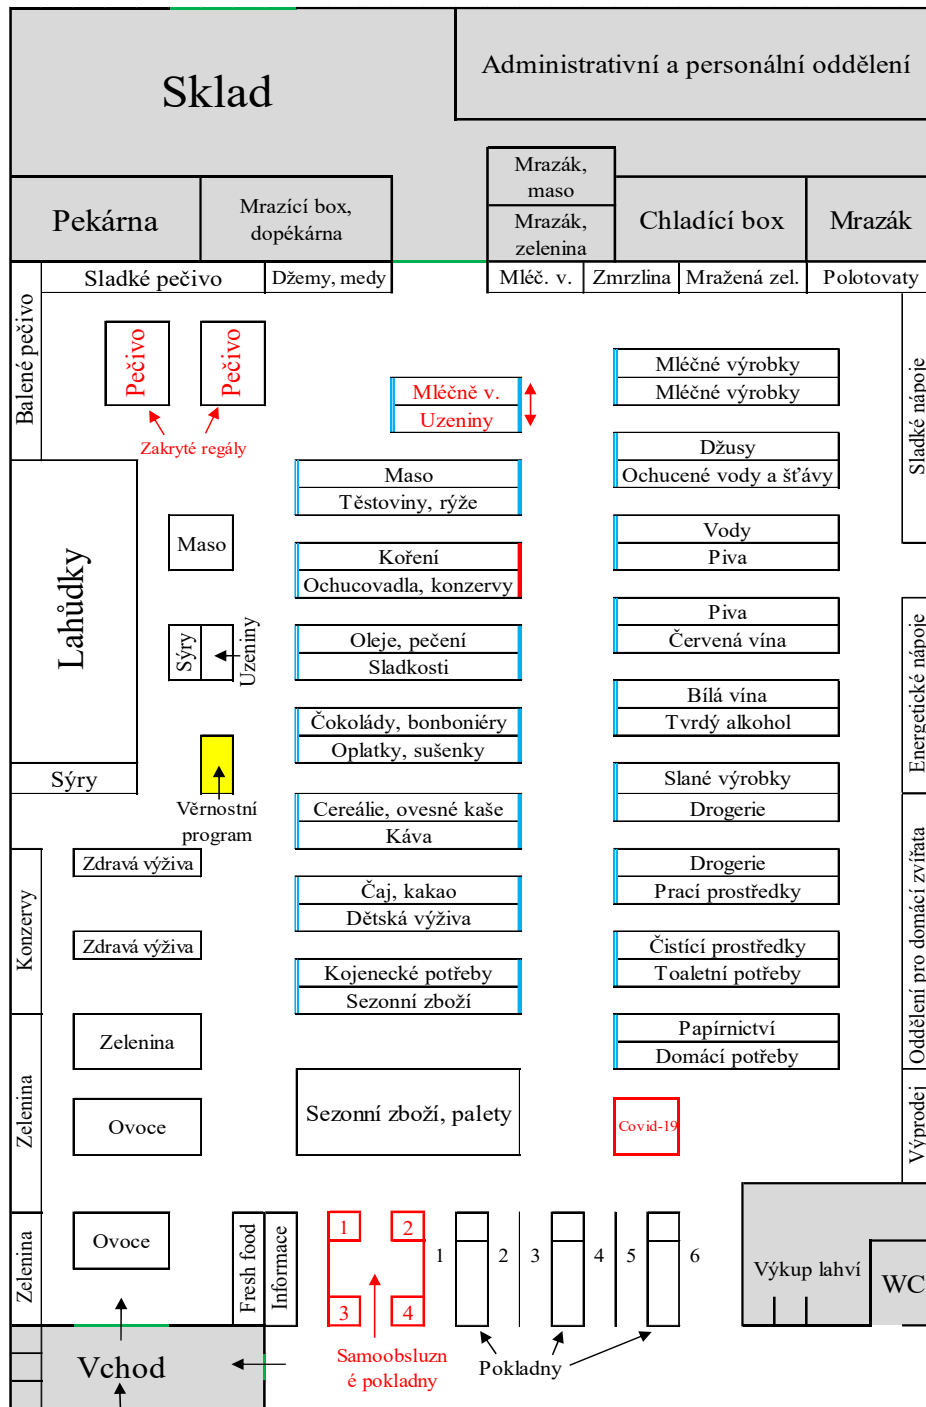 Sklad
Administrativní a personální oddělení
Pekárna
Mrazící box,
dopékárna
Mrazák,
maso
Mrazák,
zelenina
Chladící box
Mrazák
Sladké pečivo
Džemy, medy
Mléč. v.
Zmrzlina
Mražená zel.
Polotovaty
Balené pečivo
Pečivo
Pečivo
Zakryté regály
Mléčně v.
Uzeniny
Mléčné výrobky
Mléčné výrobky
Sladké nápoje
Džusy
Ochucené vody a šťávy
Maso
Těstoviny, rýže
Lahůdky
Maso
Koření
Ochucovadla, konzervy
Vody
Piva
Sýry
Uzeniny
Oleje, pečení
Sladkosti
Piva
Červená vína
Energetické nápoje
Čokolády, bonboniéry
Oplatky, sušenky
Bílá vína
Tvrdý alkohol
Sýry
Věrnostní
program
Cereálie, ovesné kaše
Káva
Slané výrobky
Drogerie
Konzervy
Zdravá výživa
Zdravá výživa
Čaj, kakao
Dětská výživa
Drogerie
Prací prostředky
Oddělení pro domácí zvířata
Kojenecké potřeby
Sezonní zboží
Čistící prostředky
Toaletní potřeby
Zelenina
Zelenina
Ovoce
Papírnictví
Domácí potřeby
Sezonní zboží, palety
Covid-19
Výprodej
Zelenina
Ovoce
Fresh food
Informace
1
2
3
4
1
2
3
4
5
6
Výkup lahví
WC
Vchod
Samoobsluzn
é pokladny
Pokladny